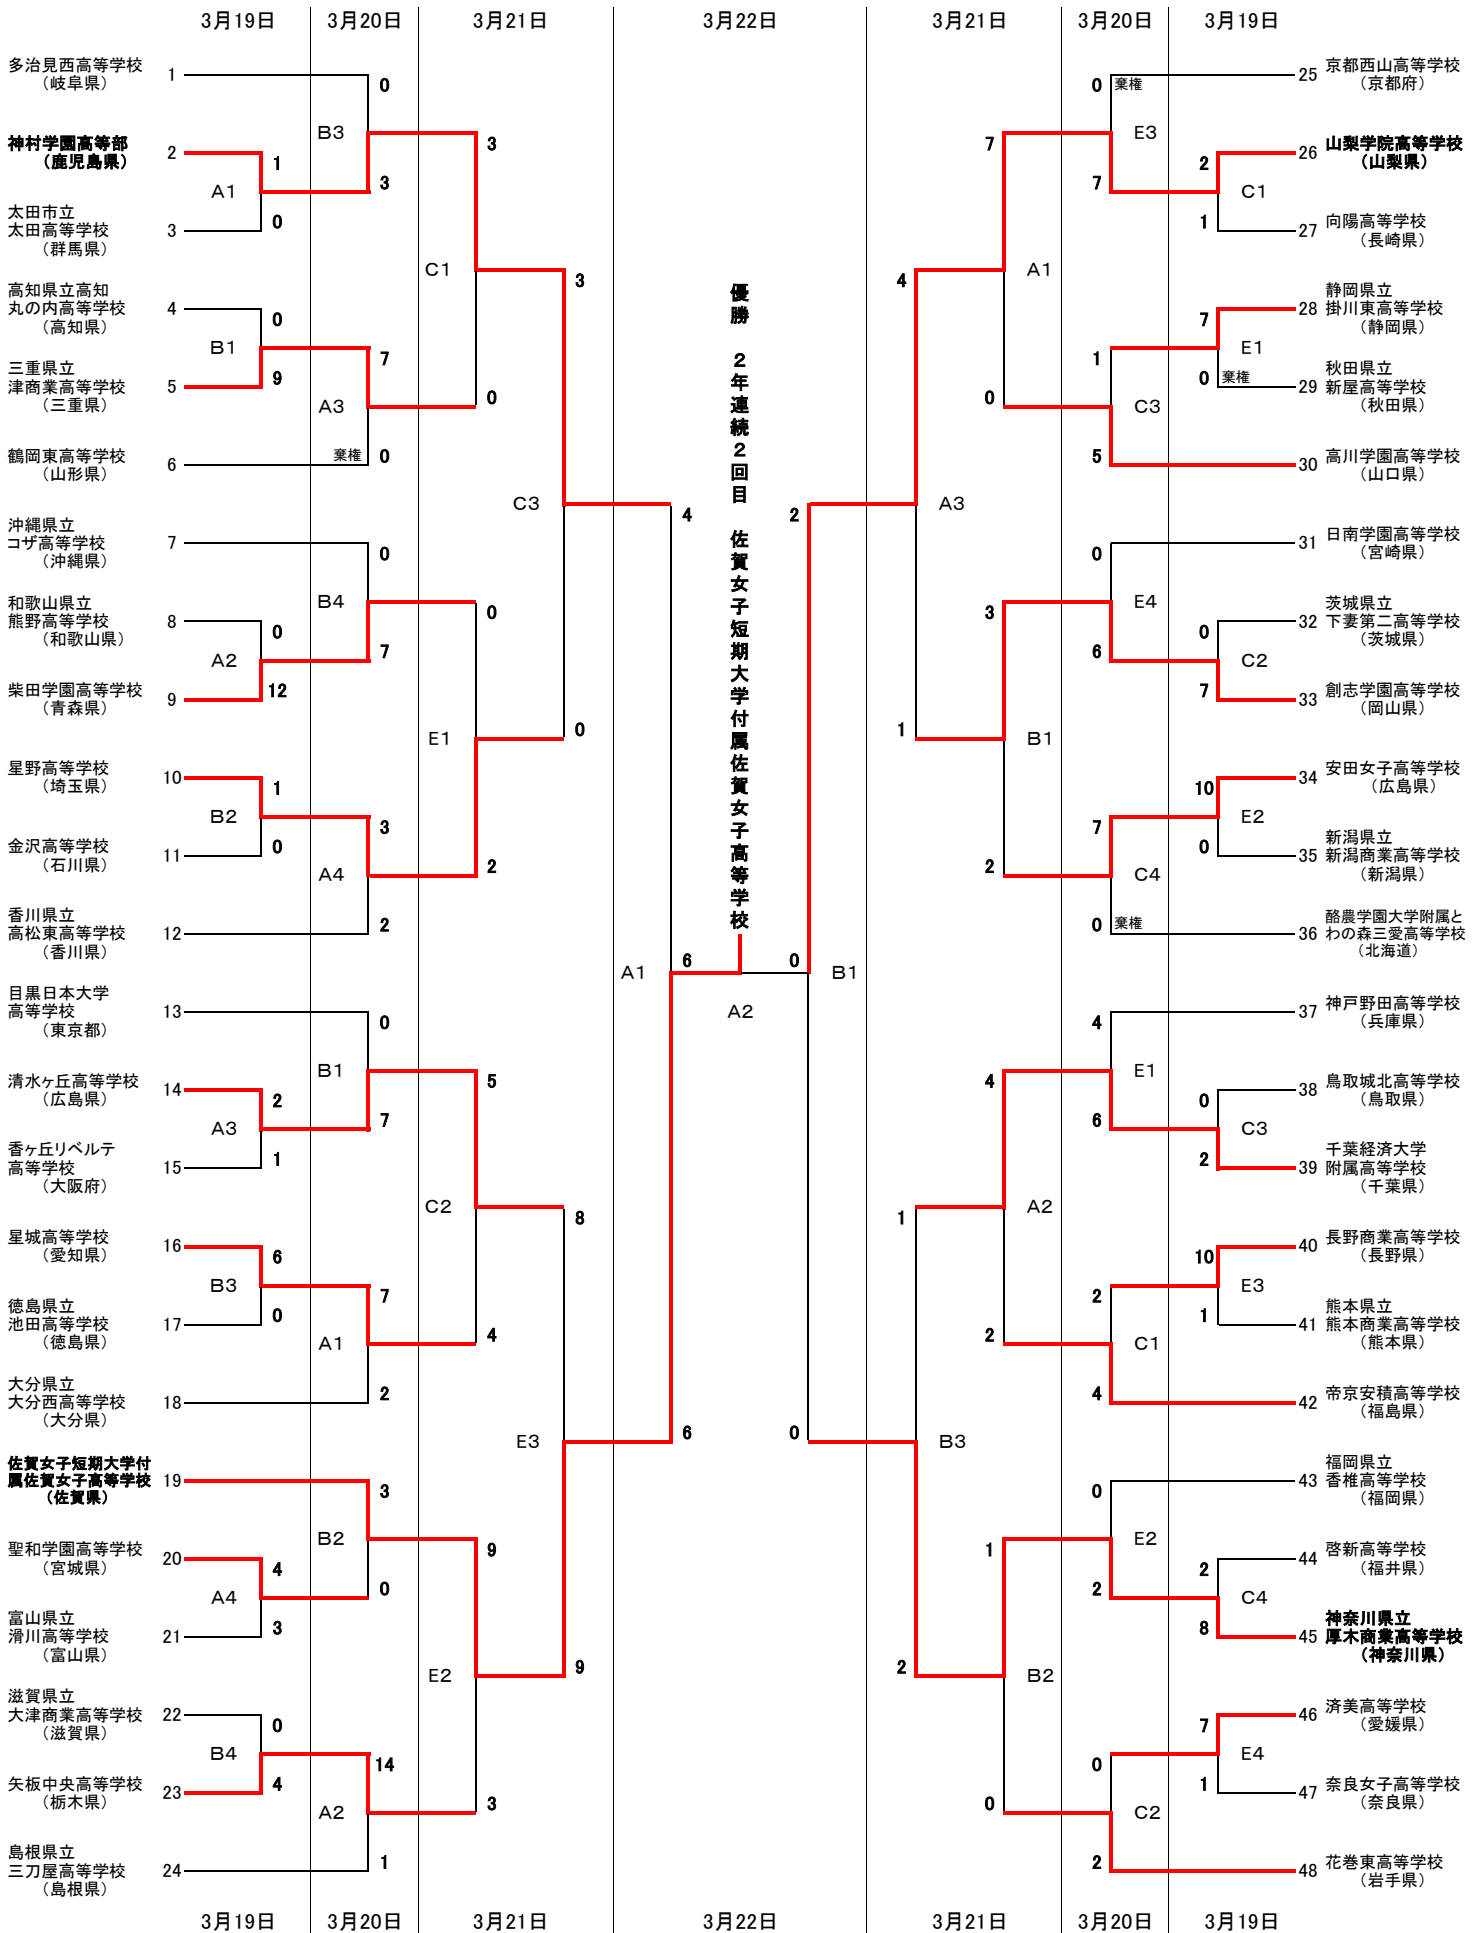 3月19日
3月20日
3月21日
3月22日
3月21日
3月20日
3月19日
多治見西高等学校
（岐阜県）
1
0
B3
3
神村学園高等部
（鹿児島県）
2
1
A1
3
太田市立
太田高等学校
（群馬県）
3
0
C1
3
高知県立高知
丸の内高等学校
（高知県）
4
0
B1
7
三重県立
津商業高等学校
（三重県）
5
9
A3
0
鶴岡東高等学校
（山形県）
6
棄権
0
C3
4
沖縄県立
コザ高等学校
（沖縄県）
7
0
B4
0
和歌山県立
熊野高等学校
（和歌山県）
8
0
A2
7
柴田学園高等学校
（青森県）
9
12
E1
0
星野高等学校
（埼玉県）
10
1
B2
3
金沢高等学校
（石川県）
11
0
A4
2
香川県立
高松東高等学校
（香川県）
12
2
A1
6
目黒日本大学
高等学校
（東京都）
13
0
B1
5
清水ヶ丘高等学校
（広島県）
14
2
A3
7
香ヶ丘リベルテ
高等学校
（大阪府）
15
1
C2
8
星城高等学校
（愛知県）
16
6
B3
7
徳島県立
池田高等学校
（徳島県）
17
0
A1
4
大分県立
大分西高等学校
（大分県）
18
2
E3
6
佐賀女子短期大学付
属佐賀女子高等学校
（佐賀県）
19
3
B2
9
聖和学園高等学校
（宮城県）
20
4
A4
0
富山県立
滑川高等学校
（富山県）
21
3
E2
9
滋賀県立
大津商業高等学校
（滋賀県）
22
0
B4
14
矢板中央高等学校
（栃木県）
23
4
A2
3
島根県立
三刀屋高等学校
（島根県）
24
1
優勝　２年連続２回目　佐賀女子短期大学付属佐賀女子高等学校
A2
0
B1
京都西山高等学校
（京都府）
25
0
棄権
E3
7
山梨学院高等学校
（山梨県）
26
2
C1
7
向陽高等学校
（長崎県）
27
1
A1
4
静岡県立
掛川東高等学校
（静岡県）
28
7
E1
1
秋田県立
新屋高等学校
（秋田県）
29
0
棄権
C3
0
高川学園高等学校
（山口県）
30
5
A3
2
日南学園高等学校
（宮崎県）
31
0
E4
3
茨城県立
下妻第二高等学校
（茨城県）
32
0
C2
6
創志学園高等学校
（岡山県）
33
7
B1
1
安田女子高等学校
（広島県）
34
10
E2
7
新潟県立
新潟商業高等学校
（新潟県）
35
0
C4
2
酪農学園大学附属と
わの森三愛高等学校
（北海道）
36
0
棄権
神戸野田高等学校
（兵庫県）
37
4
E1
4
鳥取城北高等学校
（鳥取県）
38
0
C3
6
千葉経済大学
附属高等学校
（千葉県）
39
2
A2
1
長野商業高等学校
（長野県）
40
10
E3
2
熊本県立
熊本商業高等学校
（熊本県）
41
1
C1
2
帝京安積高等学校
（福島県）
42
4
B3
0
福岡県立
香椎高等学校
（福岡県）
43
0
E2
1
啓新高等学校
（福井県）
44
2
C4
2
神奈川県立
厚木商業高等学校
（神奈川県）
45
8
B2
2
済美高等学校
（愛媛県）
46
7
E4
0
奈良女子高等学校
（奈良県）
47
1
C2
0
花巻東高等学校
（岩手県）
48
2
3月19日
3月20日
3月21日
3月22日
3月21日
3月20日
3月19日